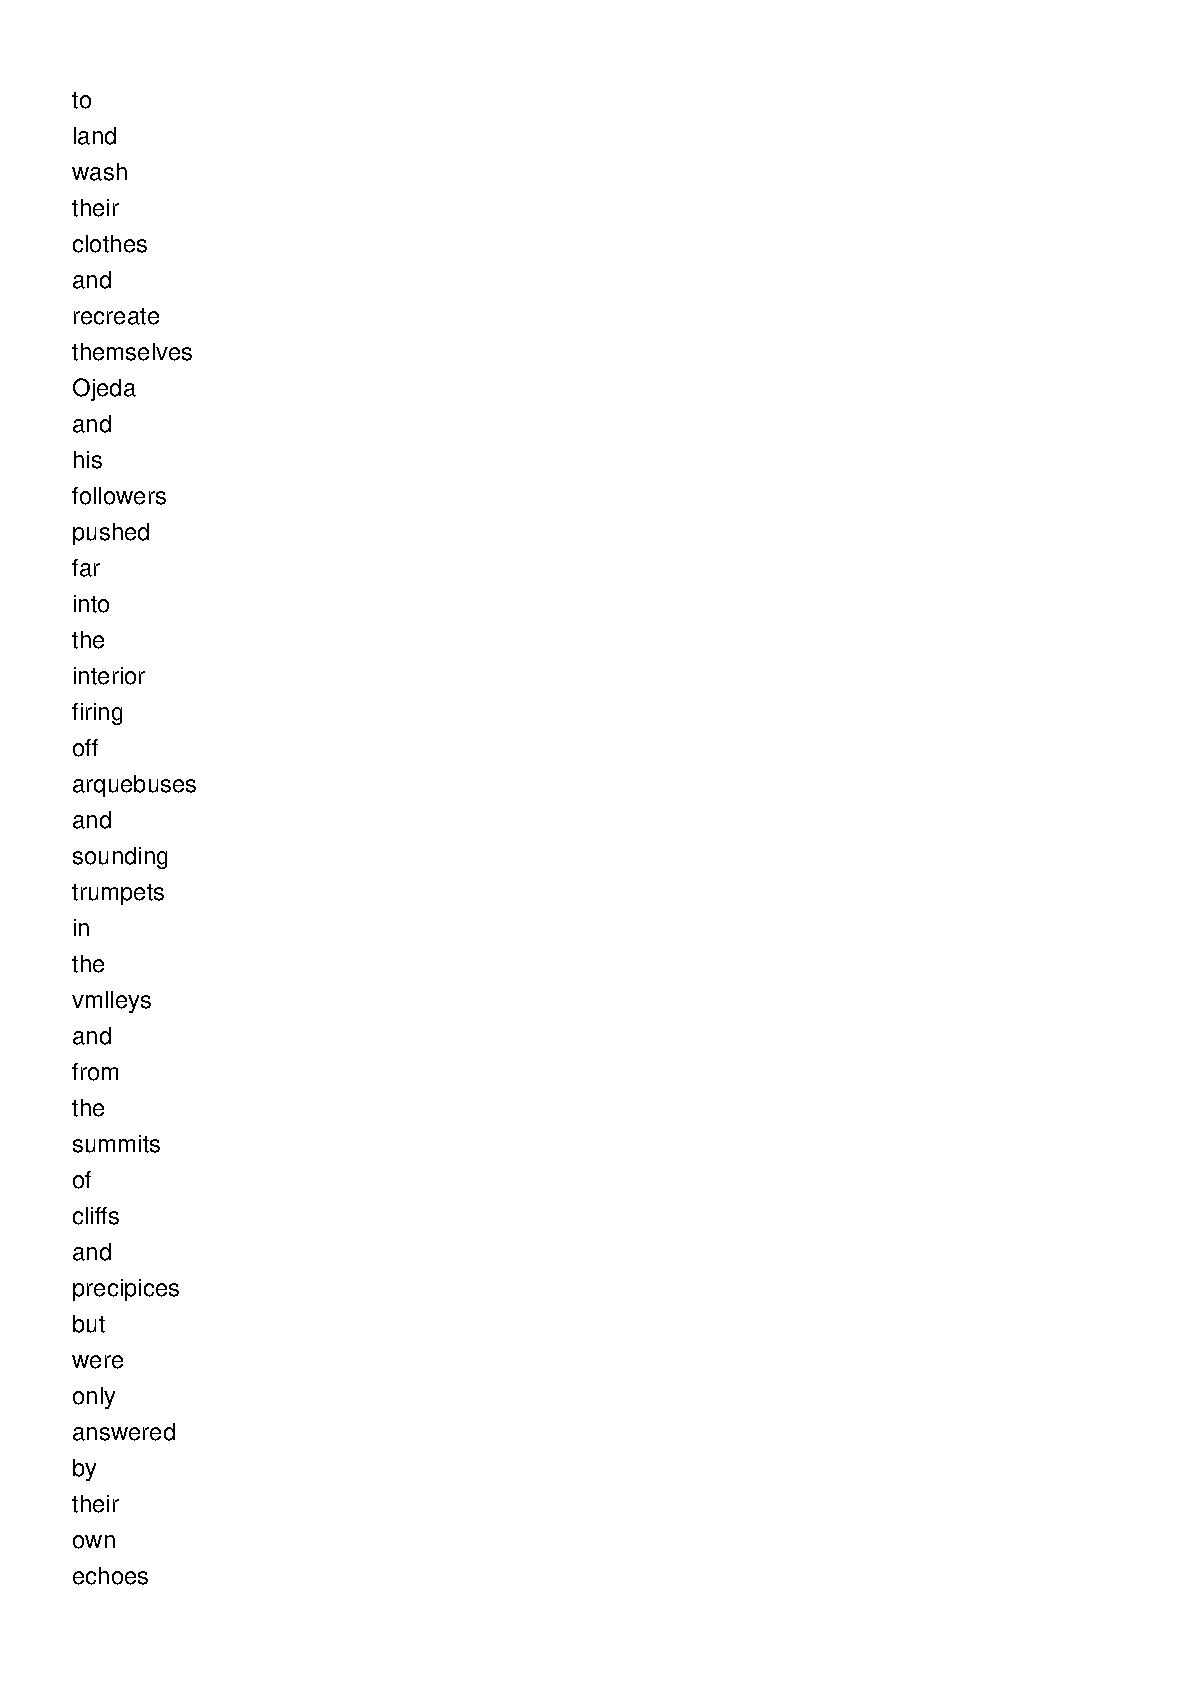 to
land
wash
their
clothes
and
recreate
themselves
Ojeda
and
his
followers
pushed
far
into
the
interior
firing
off
arquebuses
and
sounding
trumpets
in
the
vmlleys
and
from
the
summits
of
cliffs
and
precipices
but
were
only
answered
by
their
own
echoes